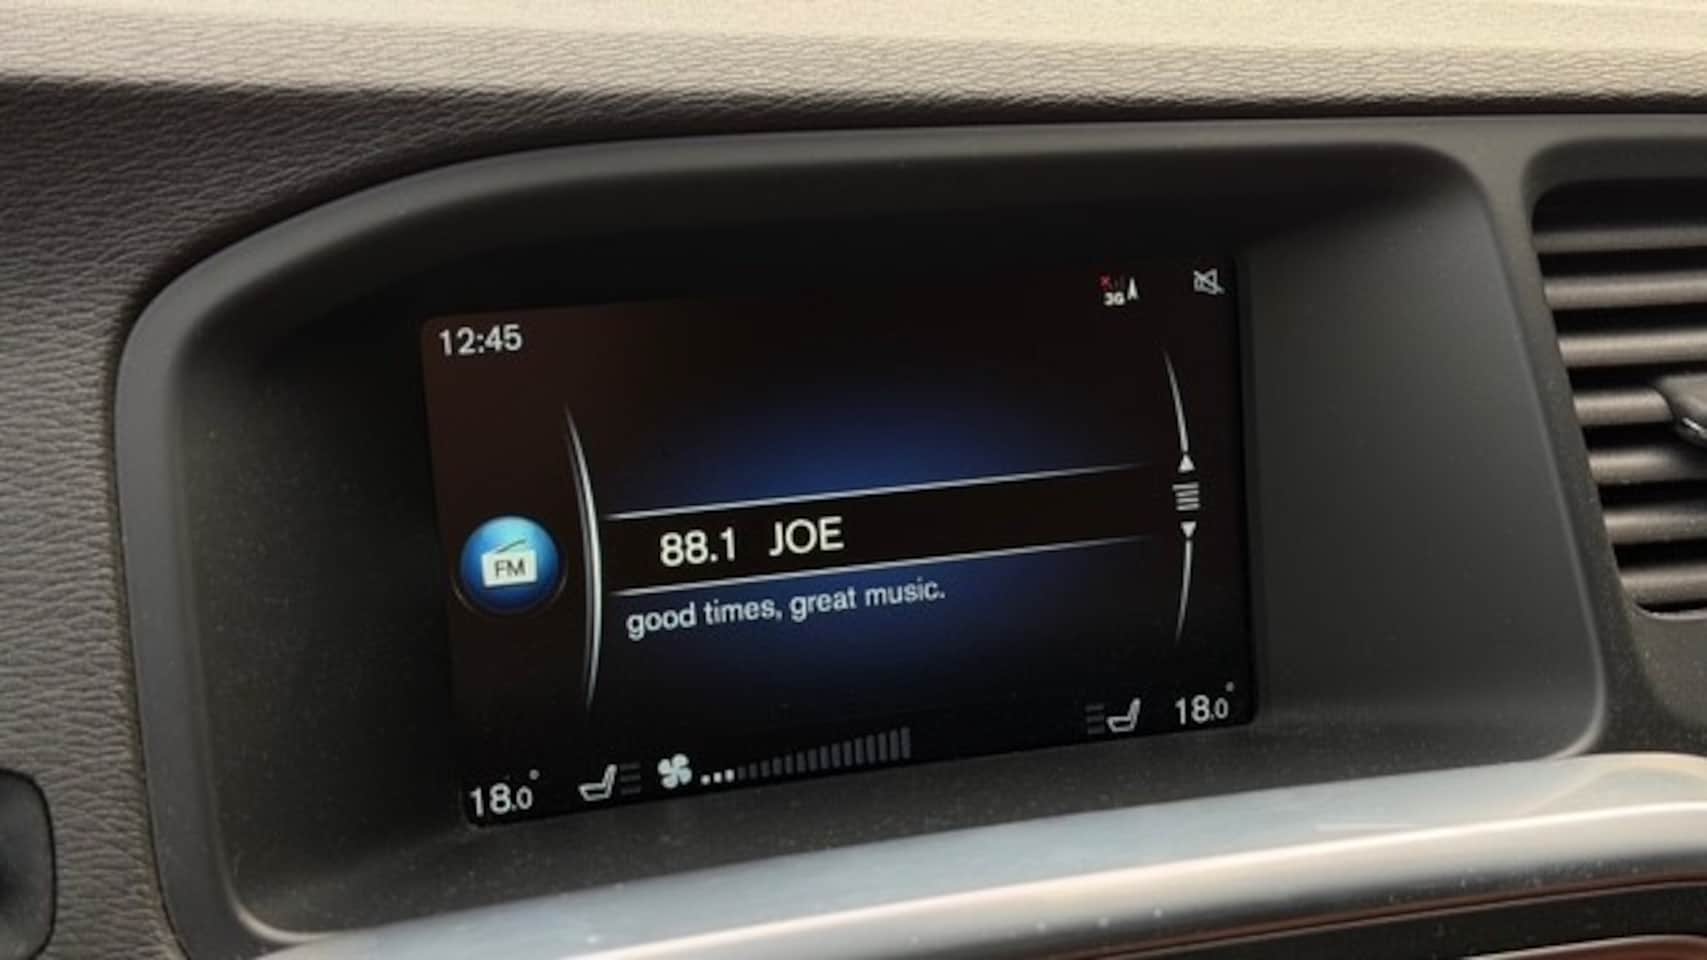 12:45
3G
FM
88.1 JOE
good times, great music.
18.0°
18.0°